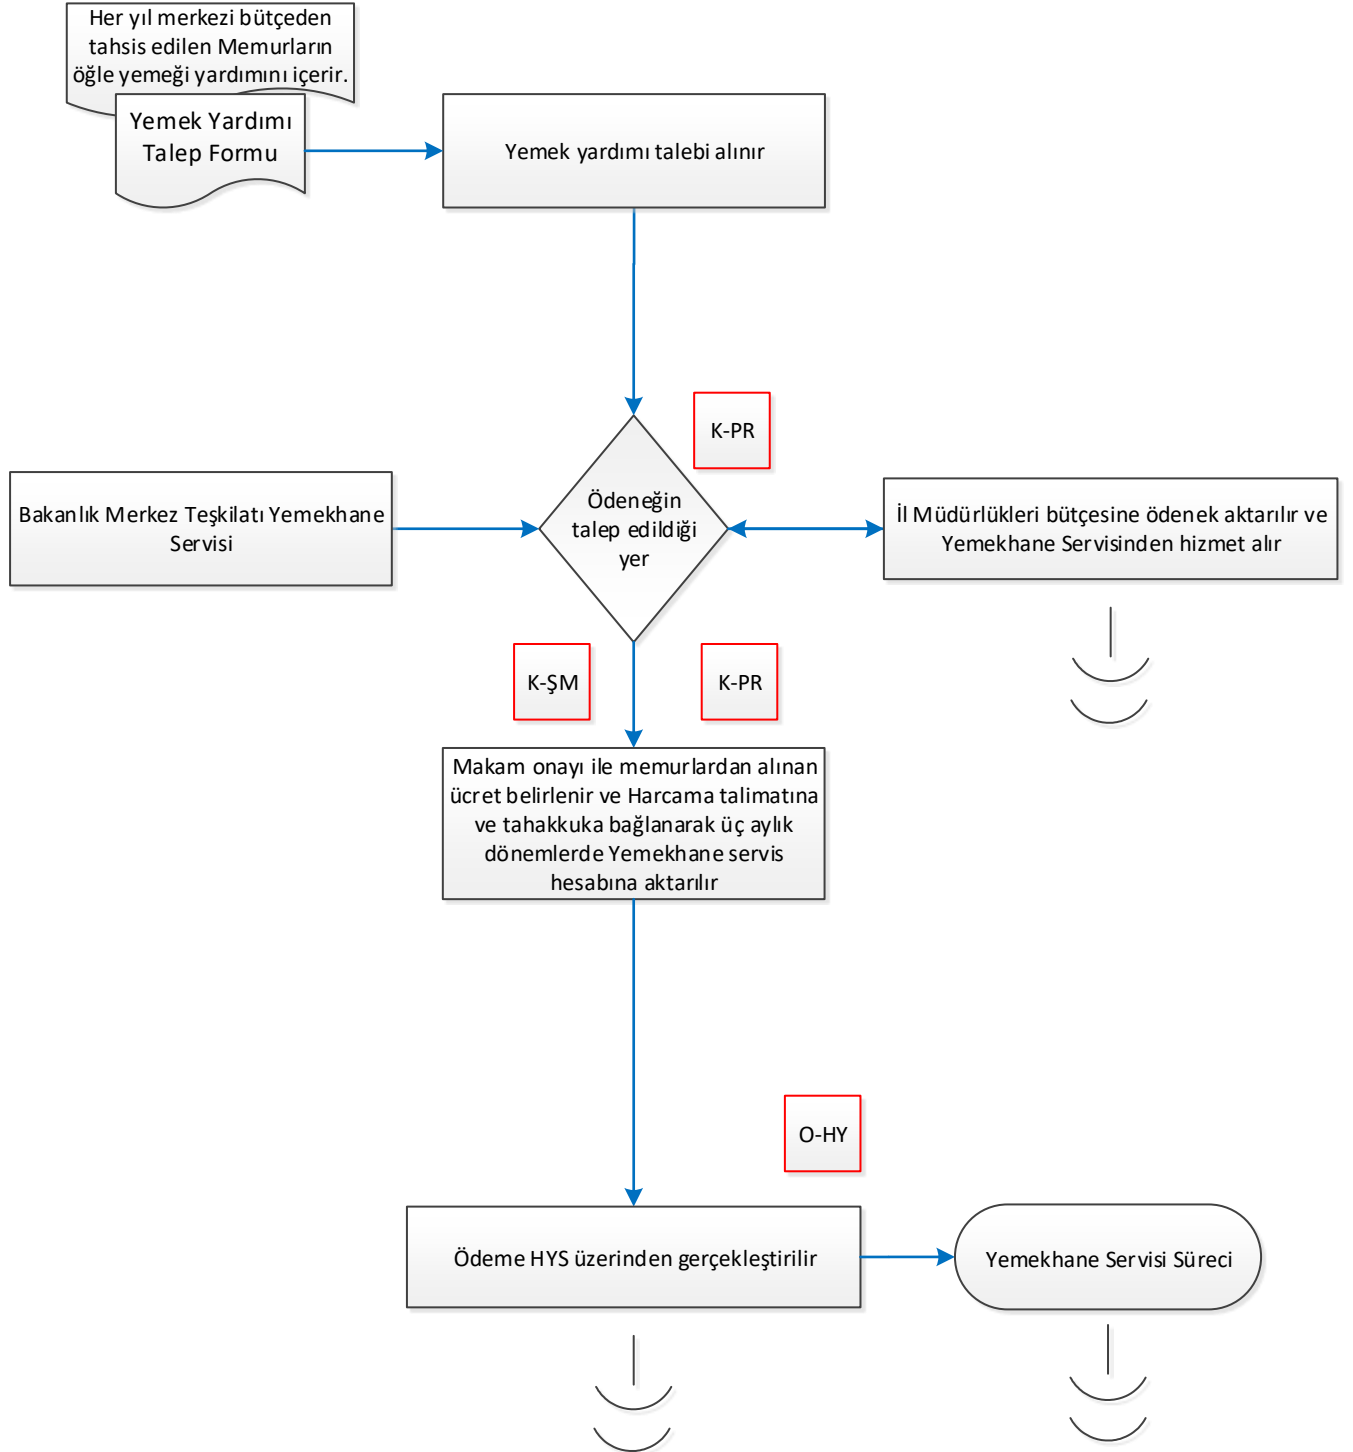 Her yıl merkezi bütçeden
tahsis edilen Memurların
öğle yemeği yardımını içerir.
Yemek Yardımı
Talep Formu
Yemek yardımı talebi alınır
K-PR
Bakanlık Merkez Teşkilatı Yemekhane
Servisi
Ödeneğin
talep edildiği
yer
İl Müdürlükleri bütçesine ödenek aktarılır ve
Yemekhane Servisinden hizmet alır
K-ŞM
K-PR
Makam onayı ile memurlardan alınan
ücret belirlenir ve Harcama talimatına
ve tahakkuka bağlanarak üç aylık
dönemlerde Yemekhane servis
hesabına aktarılır
O-HY
Ödeme HYS üzerinden gerçekleştirilir
Yemekhane Servisi Süreci